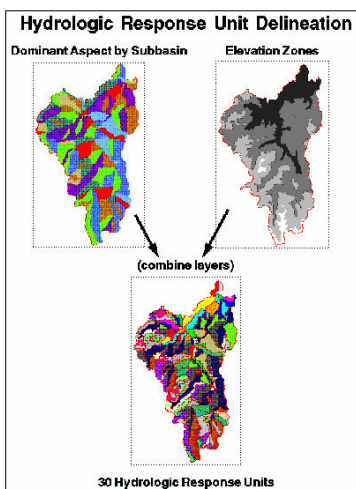 Hydrologic Response Unit Delineation
Dominant Aspect by Subbasin
Elevation Zones
(combine layers)
30 Hydrologic Response Units